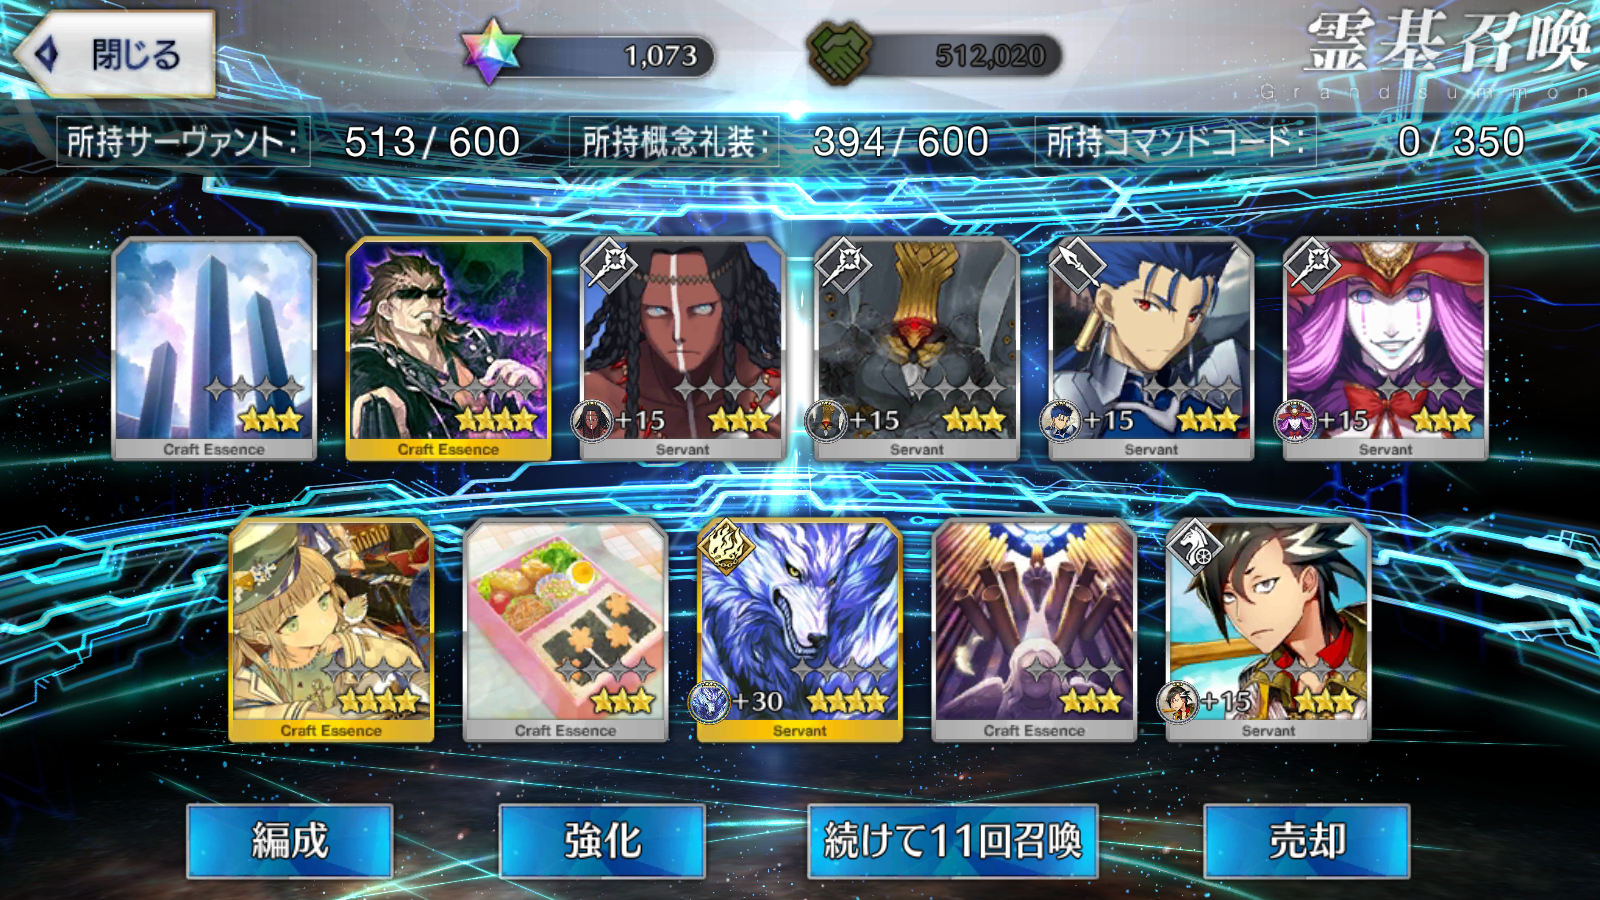 閉じる
1,073
512,020
霊基召喚
Grand summon
所持サーヴァント:
513 / 600
所持概念礼装:
394 / 600
所持コマンドコード:
0 / 350
Craft Essence
Craft Essence
+15
Servant
+15
Servant
+15
Servant
+15
Servant
Craft Essence
Craft Essence
+30
Servant
Craft Essence
+15
Servant
編成
強化
続けて11回召喚
売却